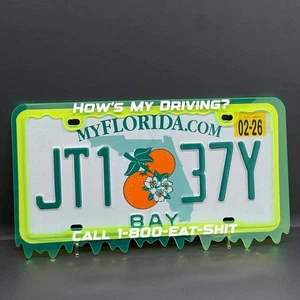 HOW'S MY DRIVING?
MYFLORIDA.COM
02-26
JT1 37Y
BAY
CALL 1-800-EAT-SHIT